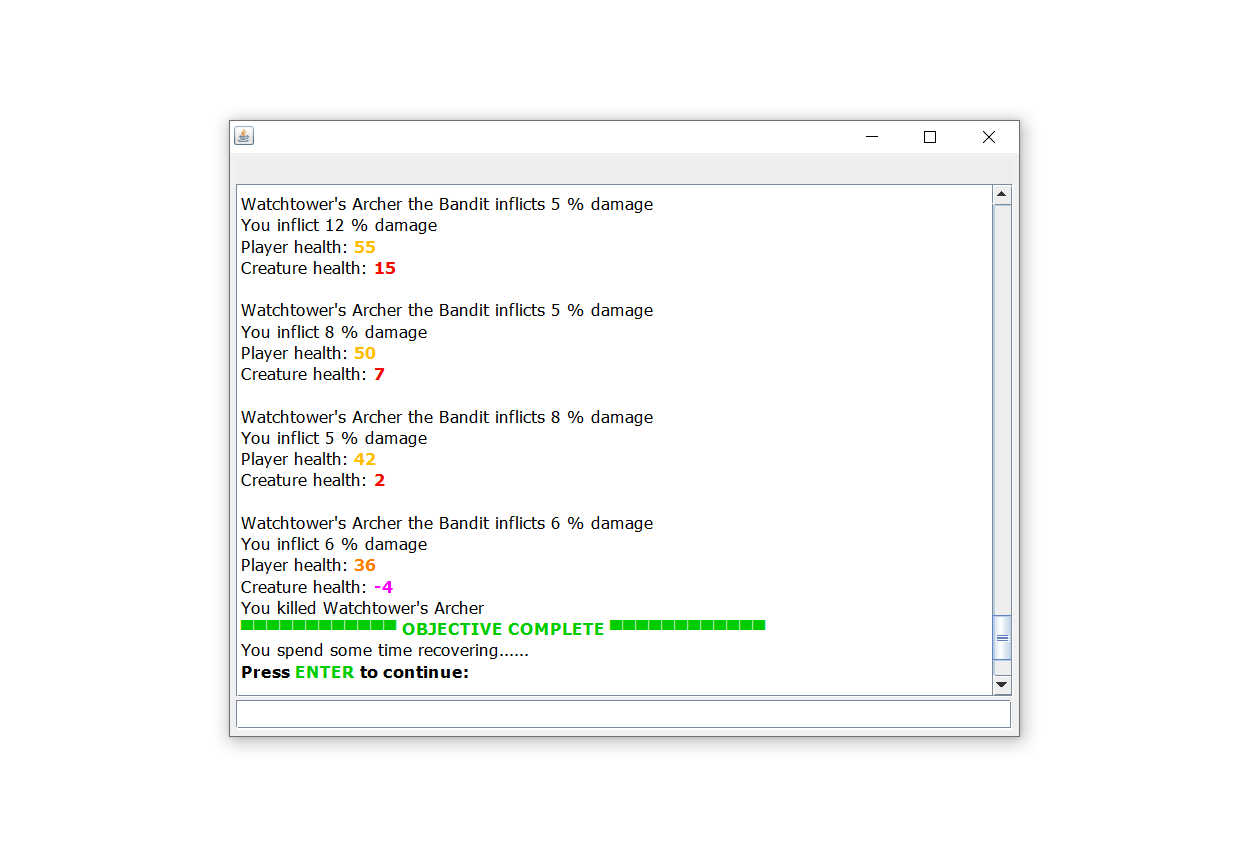 Watchtower's Archer the Bandit inflicts 5 % damage
You inflict 12 % damage
Player health: 55
Creature health: 15
Watchtower's Archer the Bandit inflicts 5 % damage
You inflict 8 % damage
Player health: 50
Creature health: 7
Watchtower's Archer the Bandit inflicts 8 % damage
You inflict 5 % damage
Player health: 42
Creature health: 2
Watchtower's Archer the Bandit inflicts 6 % damage
You inflict 6 % damage
Player health: 36
Creature health: -4
You killed Watchtower's Archer
▀▀▀▀▀▀▀▀▀▀▀▀ OBJECTIVE COMPLETE ▀▀▀▀▀▀▀▀▀▀▀▀
You spend some time recovering......
Press ENTER to continue: